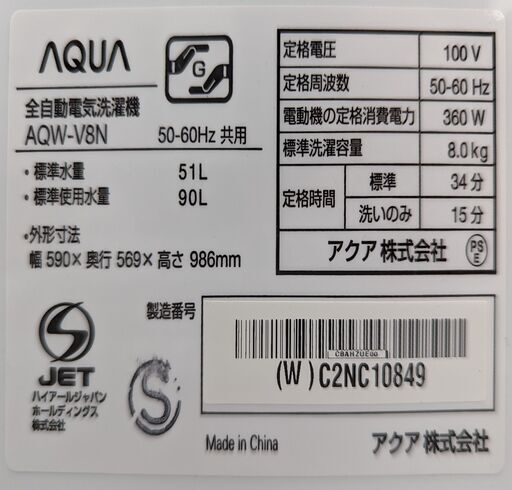 AQUA
G
全自動電気洗濯機
AQW-V8N 50-60Hz 共用
・標準水量 51L
・標準使用水量 90L
・外形寸法
幅 590× 奥行 569× 高さ 986mm
定格電圧 100 V
定格周波数 50-60 Hz
電動機の定格消費電力 360 W
標準洗濯容量 8.0kg
定格時間 標準 34 分
洗いのみ 15 分
アクア 株式会社 PS E
S
JET
ハイアールジャパン
ホールディングス
株式会社
S
製造番号
CBAHZUE00
(W) C2NC10849
Made in China
アクア 株式会社